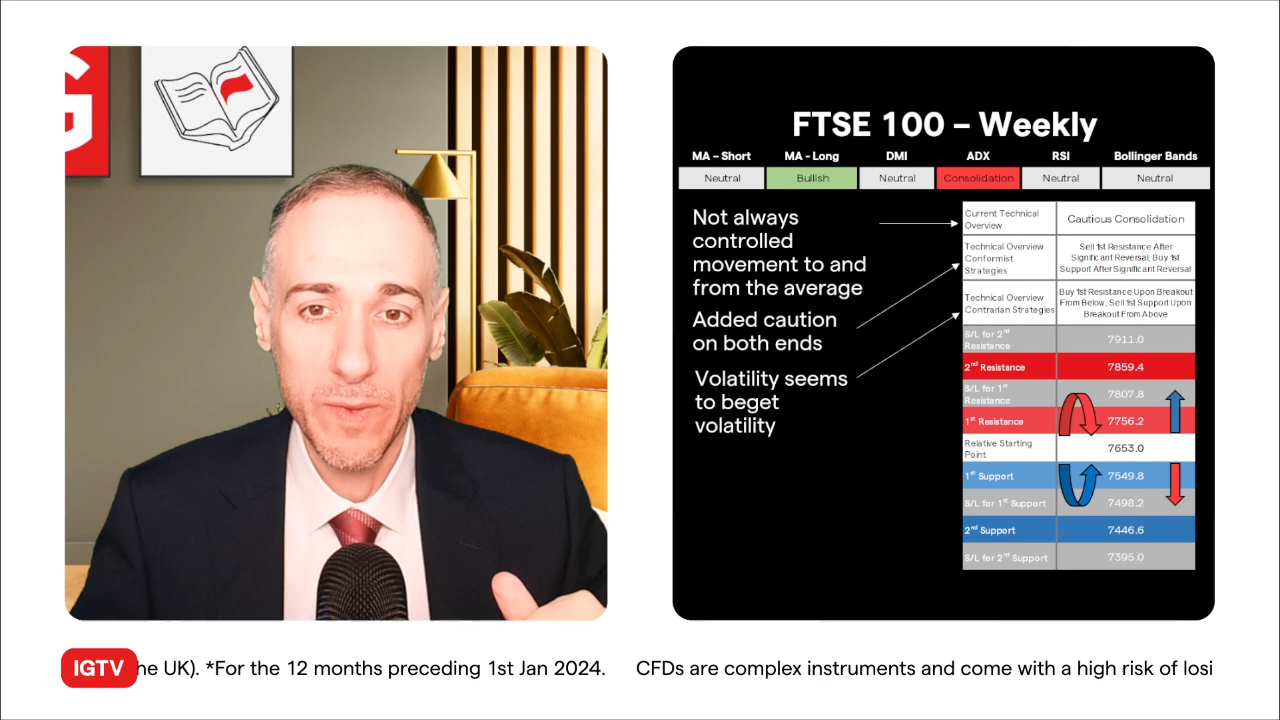 G
FTSE 100 – Weekly
MA – Short MA - Long DMI ADX RSI Bollinger Bands
Neutral Bullish Neutral Consolidation Neutral Neutral
Not always
controlled
movement to and
from the average
Added caution
on both ends
Volatility seems
to beget
volatility
Current Technical
Overview
Cautious Consolidation
Technical Overview
Conformist
Strategies
Sell 1st Resistance After
Significant Reversal, Buy 1st
Support After Significant Reversal
Technical Overview
Contrarian Strategies
Buy 1st Resistance Upon Breakout
From Below, Sell 1st Support Upon
Breakout From Above
S/L for 2nd
Resistance
7911.0
2nd Resistance 7859.4
S/L for 1st
Resistance
7807.8
1st Resistance 7756.2
Relative Starting
Point
7653.0
1st Support 7549.8
S/L for 1st Support 7498.2
2nd Support 7446.6
S/L for 2nd Support 7395.0
IGTV he UK). *For the 12 months preceding 1st Jan 2024. CFDs are complex instruments and come with a high risk of losi